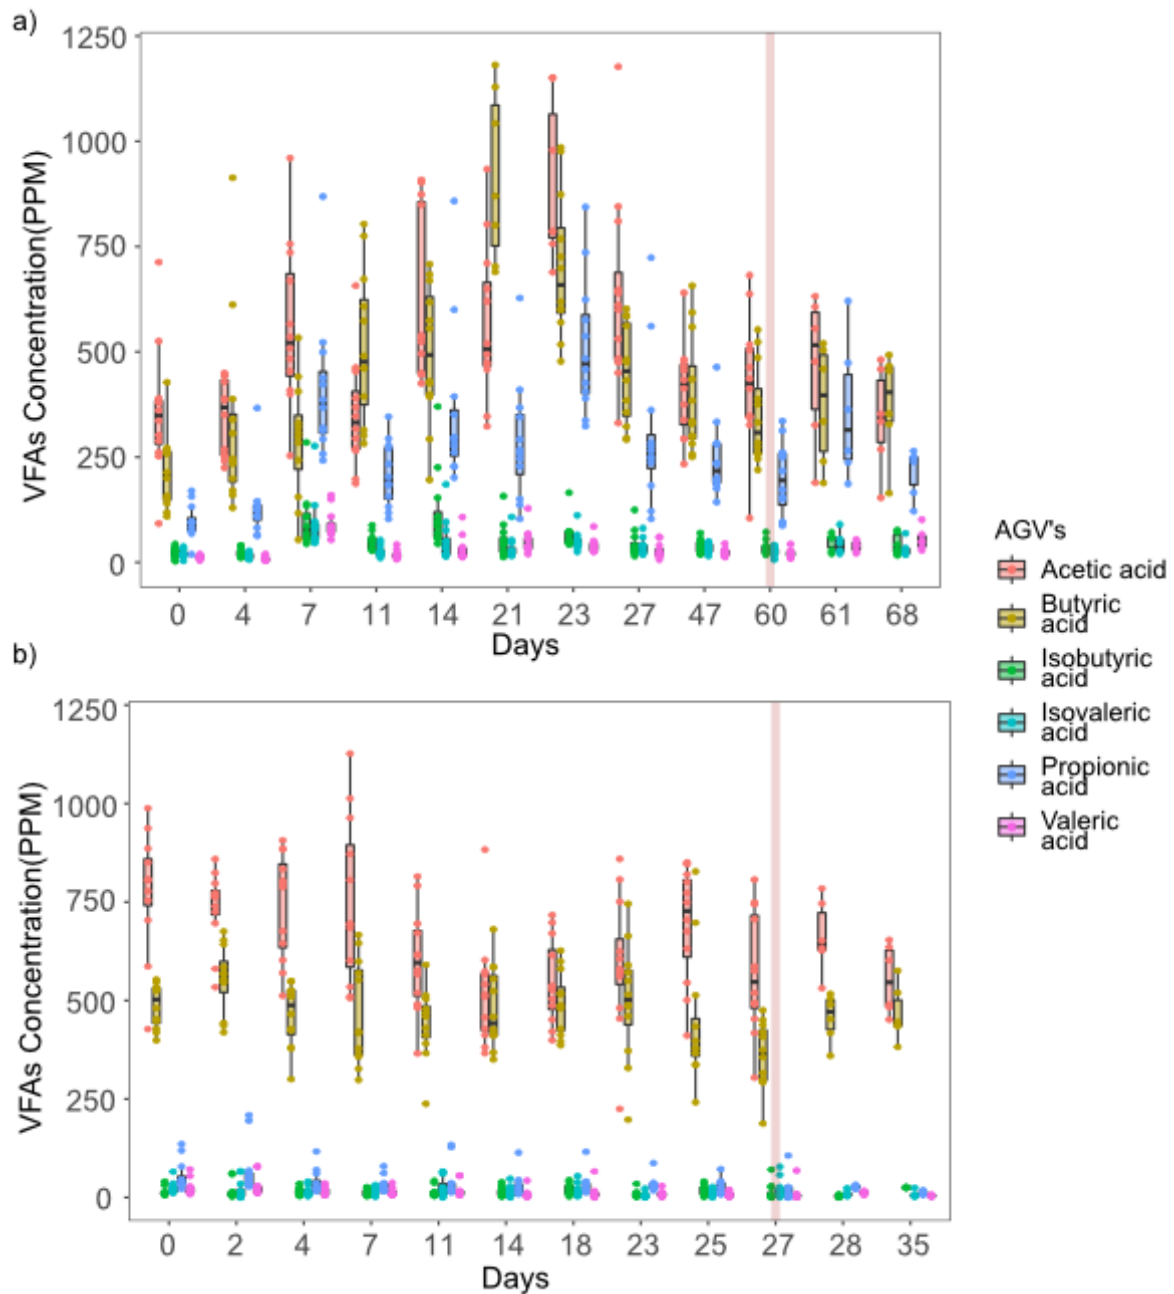 a)
1250
1000
750
500
250
0
VFAs Concentration(PPM)
0 4 7 11 14 21 23 27 47 60 61 68
Days
b)
1250
1000
750
500
250
0
VFAs Concentration(PPM)
0 2 4 7 11 14 18 23 25 27 28 35
Days
AGV's
Acetic acid
Butyric
acid
Isobutyric
acid
Isovaleric
acid
Propionic
acid
Valeric
acid